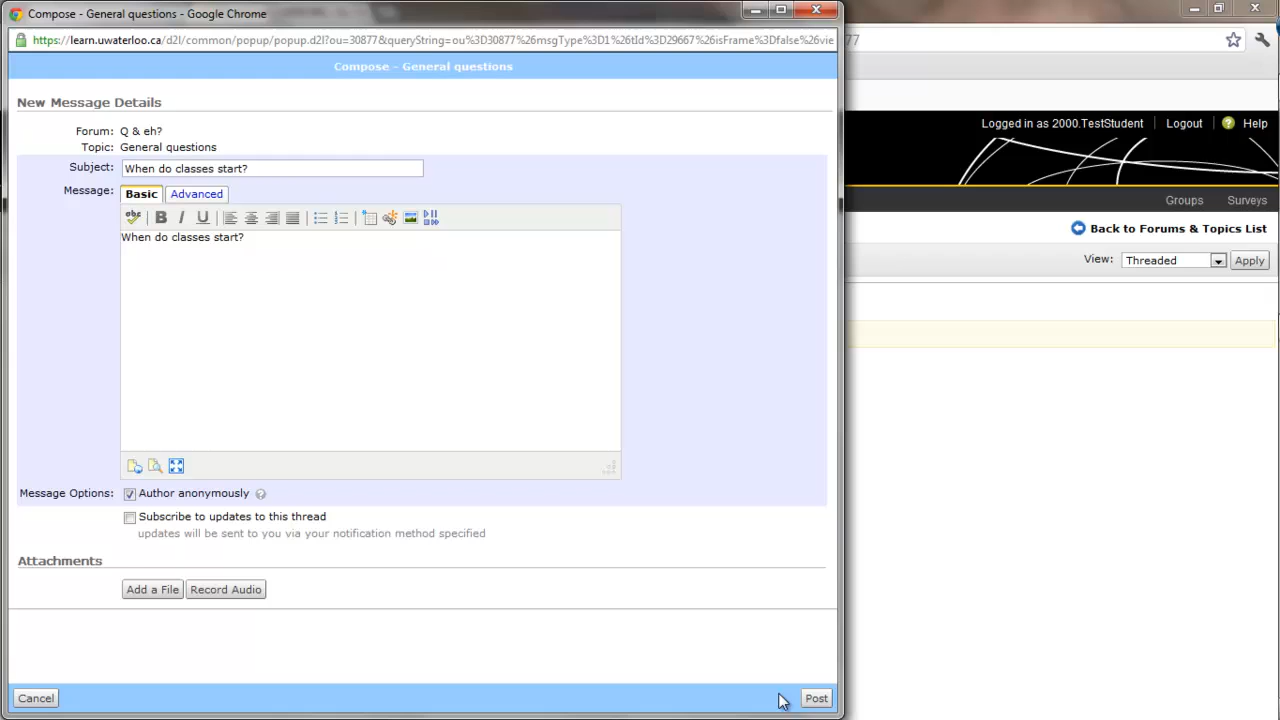 Compose - General questions - Google Chrome
https://learn.uwaterloo.ca/d2l/common/popup/popup.d2l?ou=30877&queryString=ou%3D30877%26msgType%3D1%26tId%3D29667%26isFrame%3Dfalse%26vie
77
Compose - General questions
New Message Details
Logged in as 2000.TestStudent
Logout
Help
Forum: Q & eh?
Topic: General questions
Subject: When do classes start?
Message: Basic Advanced
Groups Surveys
abc B I U
Back to Forums & Topics List
When do classes start?
View: Threaded Apply
Message Options: Author anonymously
Subscribe to updates to this thread
updates will be sent to you via your notification method specified
Attachments
Add a File Record Audio
Cancel Post